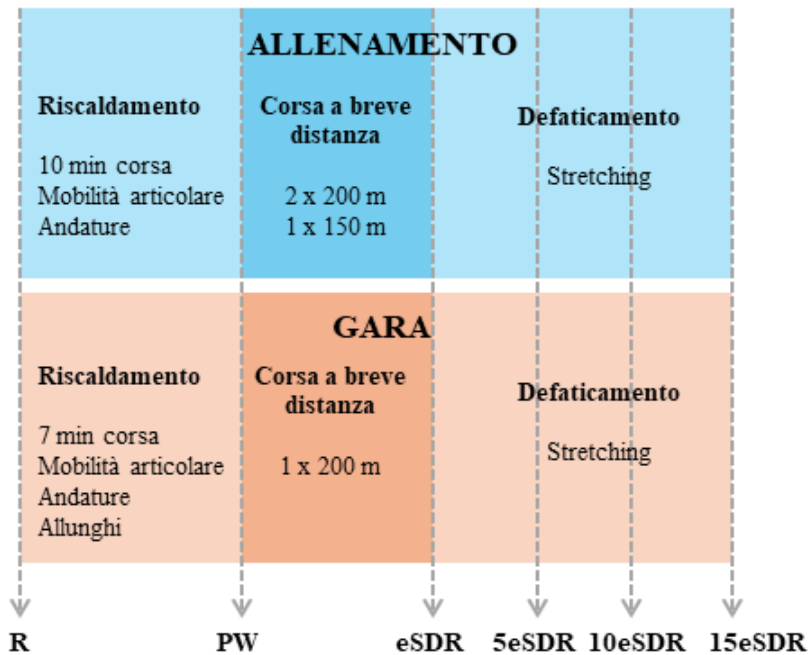 ALLENAMENTO
Riscaldamento
10 min corsa
Mobilità articolare
Andature
Corsa a breve
distanza
2 x 200 m
1 x 150 m
Defaticamento
Stretching
GARA
Riscaldamento
7 min corsa
Mobilità articolare
Andature
Allunghi
Corsa a breve
distanza
1 x 200 m
Defaticamento
Stretching
R PW eSDR 5eSDR 10eSDR 15eSDR